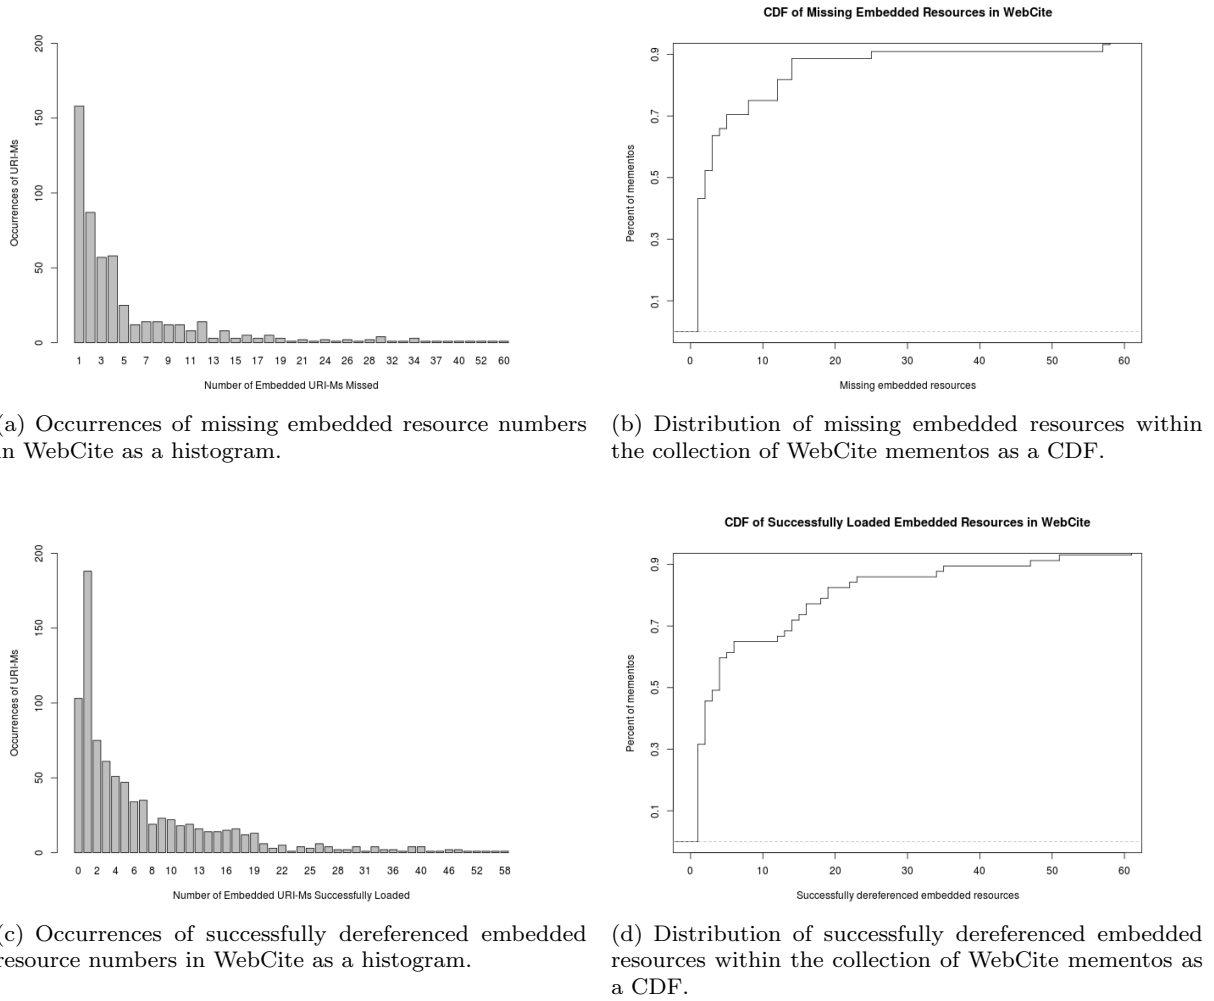 CDF of Missing Embedded Resources in WebCite
Occurrences of URI-Ms
0 50 100 150 200
1 3 5 7 9 11 13 15 17 19 21 24 26 28 32 34 37 40 52 60
Number of Embedded URI-Ms Missed
Percent of mementos
0.1 0.3 0.5 0.7 0.9
0 10 20 30 40 50 60
Missing embedded resources
a) Occurrences of missing embedded resource numbers
n WebCite as a histogram.
(b) Distribution of missing embedded resources within
the collection of WebCite mementos as a CDF.
CDF of Successfully Loaded Embedded Resources in WebCite
Occurrences of URI-Ms
0 50 100 150 200
0 2 4 6 8 10 13 16 19 22 25 28 31 36 40 46 52 58
Number of Embedded URI-Ms Successfully Loaded
Percent of mementos
0.1 0.3 0.5 0.7 0.9
0 10 20 30 40 50 60
Successfully dereferenced embedded resources
(c) Occurrences of successfully dereferenced embedded
resource numbers in WebCite as a histogram.
(d) Distribution of successfully dereferenced embedded
resources within the collection of WebCite mementos as
a CDF.